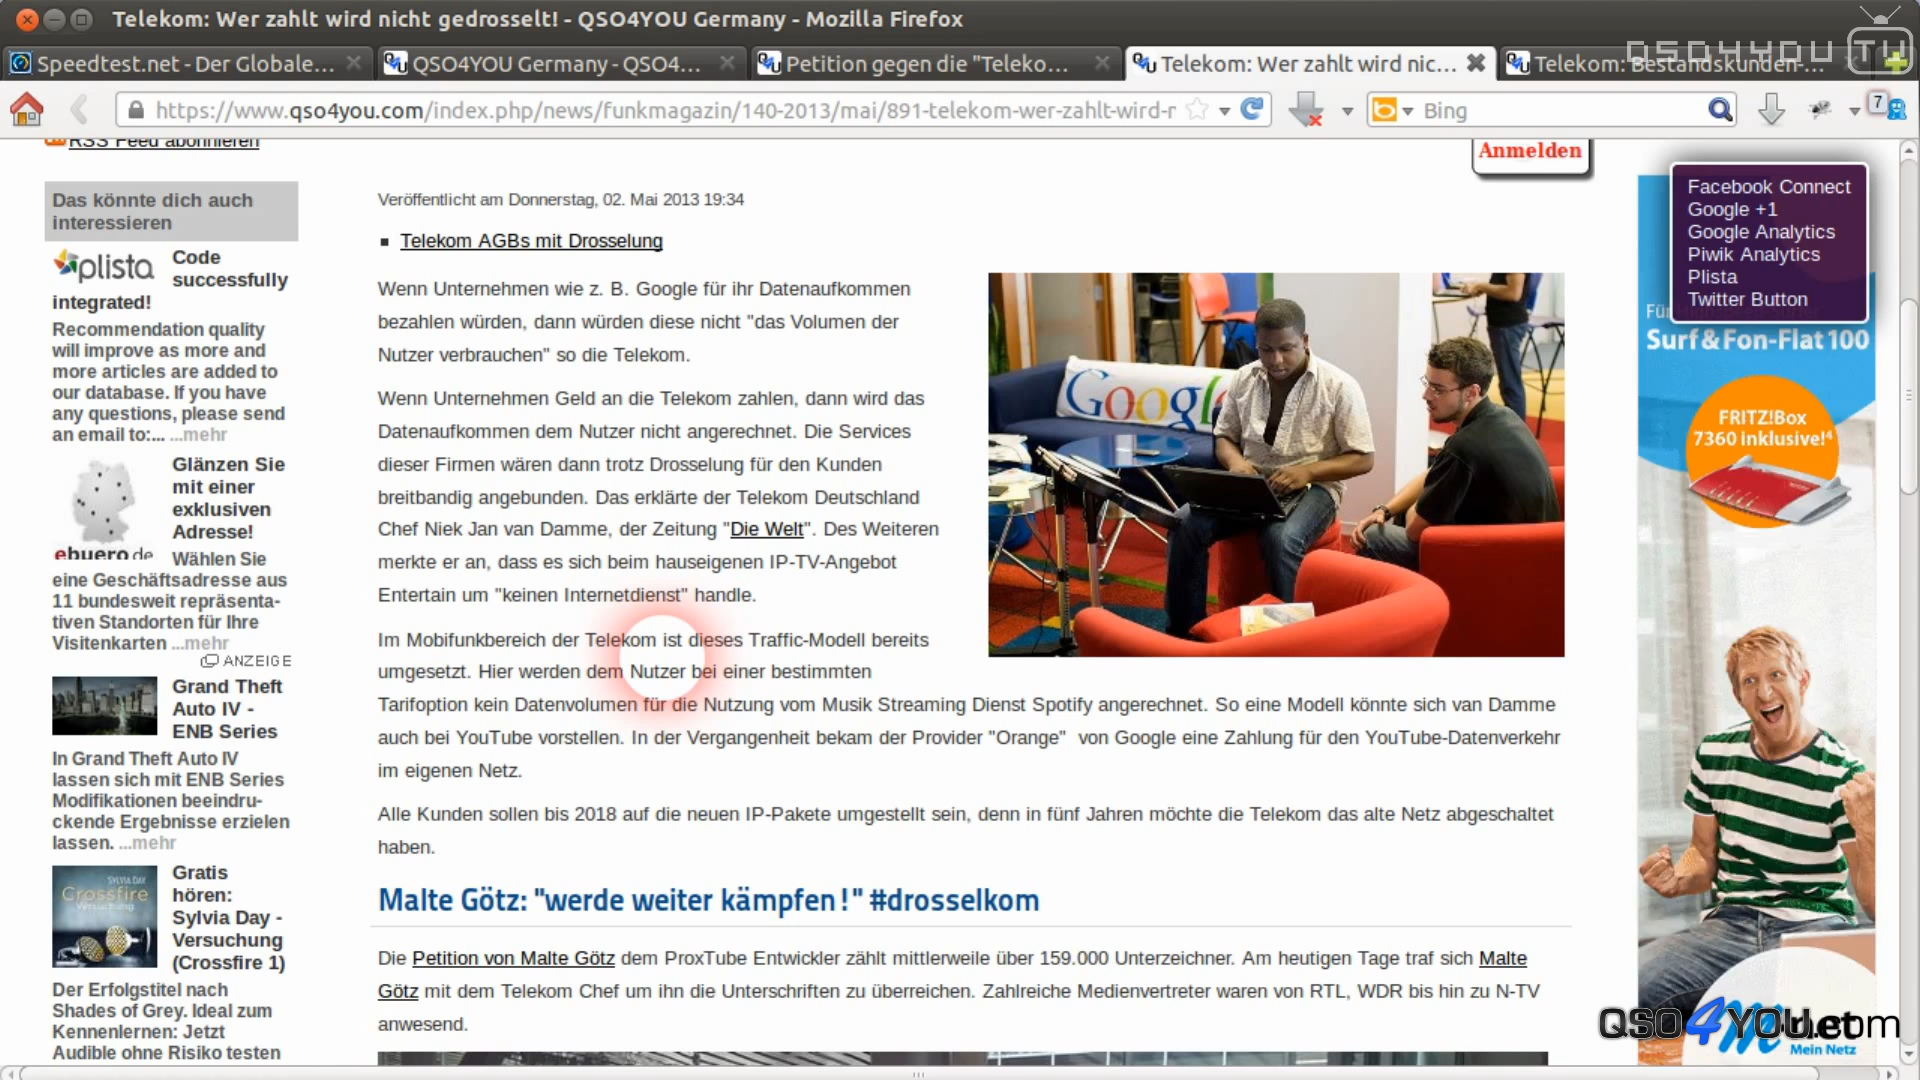 Telekom: Wer zahlt wird nicht gedrosselt! - QSO4YOU Germany - Mozilla Firefox
QSO4YOU TV
Speedtest.net - Der Globale...
QSO4YOU Germany - QSO4...
Petition gegen die "Teleko...
Telekom: Wer zahlt wird nic...
Telekom: Bestandskunden-...
https://www.qso4you.com/index.php/news/funkmagazin/140-2013/mai/891-telekom-wer-zahlt-wird-r
Bing
7
RSS Feed abonnieren
Anmelden
Das könnte dich auch
interessieren
plista
Code
successfully
integrated!
Recommendation quality
will improve as more and
more articles are added to
our database. If you have
any questions, please send
an email to:... ...mehr
Glänzen Sie
mit einer
exklusiven
Adresse!
ebuero.de
Wählen Sie
eine Geschäftsadresse aus
11 bundesweit repräsenta-
tiven Standorten für Ihre
Visitenkarten ...mehr
ANZEIGE
Grand Theft
Auto IV -
ENB Series
In Grand Theft Auto IV
lassen sich mit ENB Series
Modifikationen beeindru-
ckende Ergebnisse erzielen
lassen. ...mehr
SYLVIA DAY
Crossfire
Versuchung
Gratis
hören:
Sylvia Day -
Versuchung
(Crossfire 1)
Der Erfolgstitel nach
Shades of Grey. Ideal zum
Kennenlernen: Jetzt
Audible ohne Risiko testen
Veröffentlicht am Donnerstag, 02. Mai 2013 19:34
Telekom AGBs mit Drosselung
Wenn Unternehmen wie z. B. Google für ihr Datenaufkommen
bezahlen würden, dann würden diese nicht "das Volumen der
Nutzer verbrauchen" so die Telekom.
Wenn Unternehmen Geld an die Telekom zahlen, dann wird das
Datenaufkommen dem Nutzer nicht angerechnet. Die Services
dieser Firmen wären dann trotz Drosselung für den Kunden
breitbandig angebunden. Das erklärte der Telekom Deutschland
Chef Niek Jan van Damme, der Zeitung "Die Welt". Des Weiteren
merkte er an, dass es sich beim hauseigenen IP-TV-Angebot
Entertain um "keinen Internetdienst" handle.
Google
Im Mobifunkbereich der Telekom ist dieses Traffic-Modell bereits
umgesetzt. Hier werden dem Nutzer bei einer bestimmten
Tarifoption kein Datenvolumen für die Nutzung vom Musik Streaming Dienst Spotify angerechnet. So eine Modell könnte sich van Damme
auch bei YouTube vorstellen. In der Vergangenheit bekam der Provider "Orange" von Google eine Zahlung für den YouTube-Datenverkehr
im eigenen Netz.
Alle Kunden sollen bis 2018 auf die neuen IP-Pakete umgestellt sein, denn in fünf Jahren möchte die Telekom das alte Netz abgeschaltet
haben.
Malte Götz: "werde weiter kämpfen!" #drosselkom
Die Petition von Malte Götz dem ProxTube Entwickler zählt mittlerweile über 159.000 Unterzeichner. Am heutigen Tage traf sich Malte
Götz mit dem Telekom Chef um ihn die Unterschriften zu überreichen. Zahlreiche Medienvertreter waren von RTL, WDR bis hin zu N-TV
anwesend.
Facebook Connect
Google +1
Google Analytics
Piwik Analytics
Plista
Twitter Button
Surf & Fon-Flat 100
FRITZ!Box
7360 inklusive!⁴
QSO4YOU.com
M net
Mein Netz